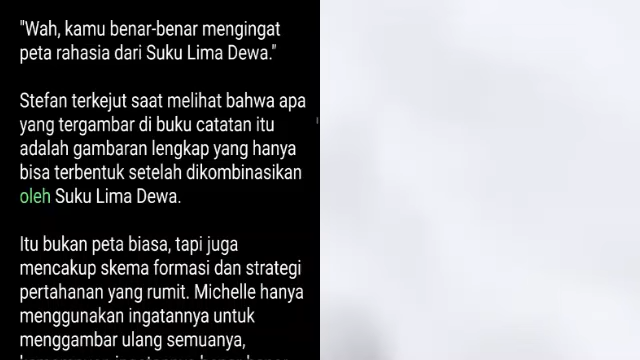 "Wah, kamu benar-benar mengingat
peta rahasia dari Suku Lima Dewa."
Stefan terkejut saat melihat bahwa apa
yang tergambar di buku catatan itu
adalah gambaran lengkap yang hanya
bisa terbentuk setelah dikombinasikan
oleh Suku Lima Dewa.
Itu bukan peta biasa, tapi juga
mencakup skema formasi dan strategi
pertahanan yang rumit. Michelle hanya
menggunakan ingatannya untuk
menggambar ulang semuanya,